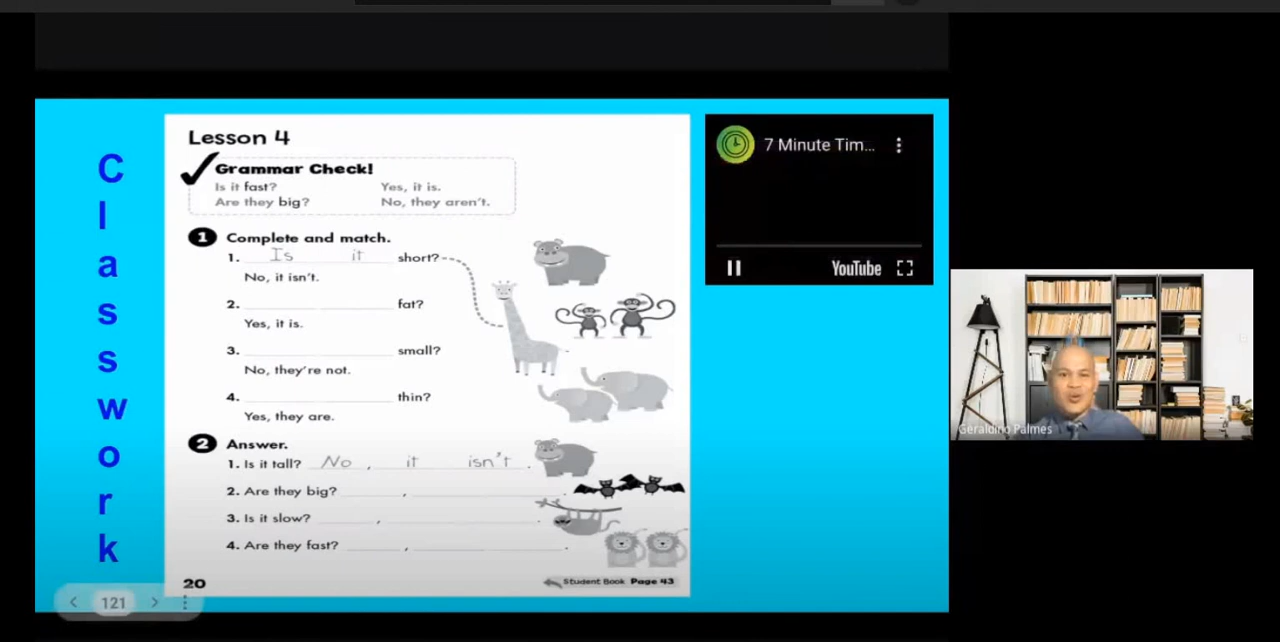 C
l
a
s
s
w
o
r
k
Lesson 4
Grammar Check!
Is it fast? Yes, it is.
Are they big? No, they aren't.
1 Complete and match.
1. Is it short?
No, it isn't.
2. fat?
Yes, it is.
3. small?
No, they're not.
4. thin?
Yes, they are.
2 Answer.
1. Is it tall? No , it isn't .
2. Are they big? , .
3. Is it slow? , .
4. Are they fast? , .
20
Student Book Page 43
121
7 Minute Tim...
YouTube
Geraldino Palmes